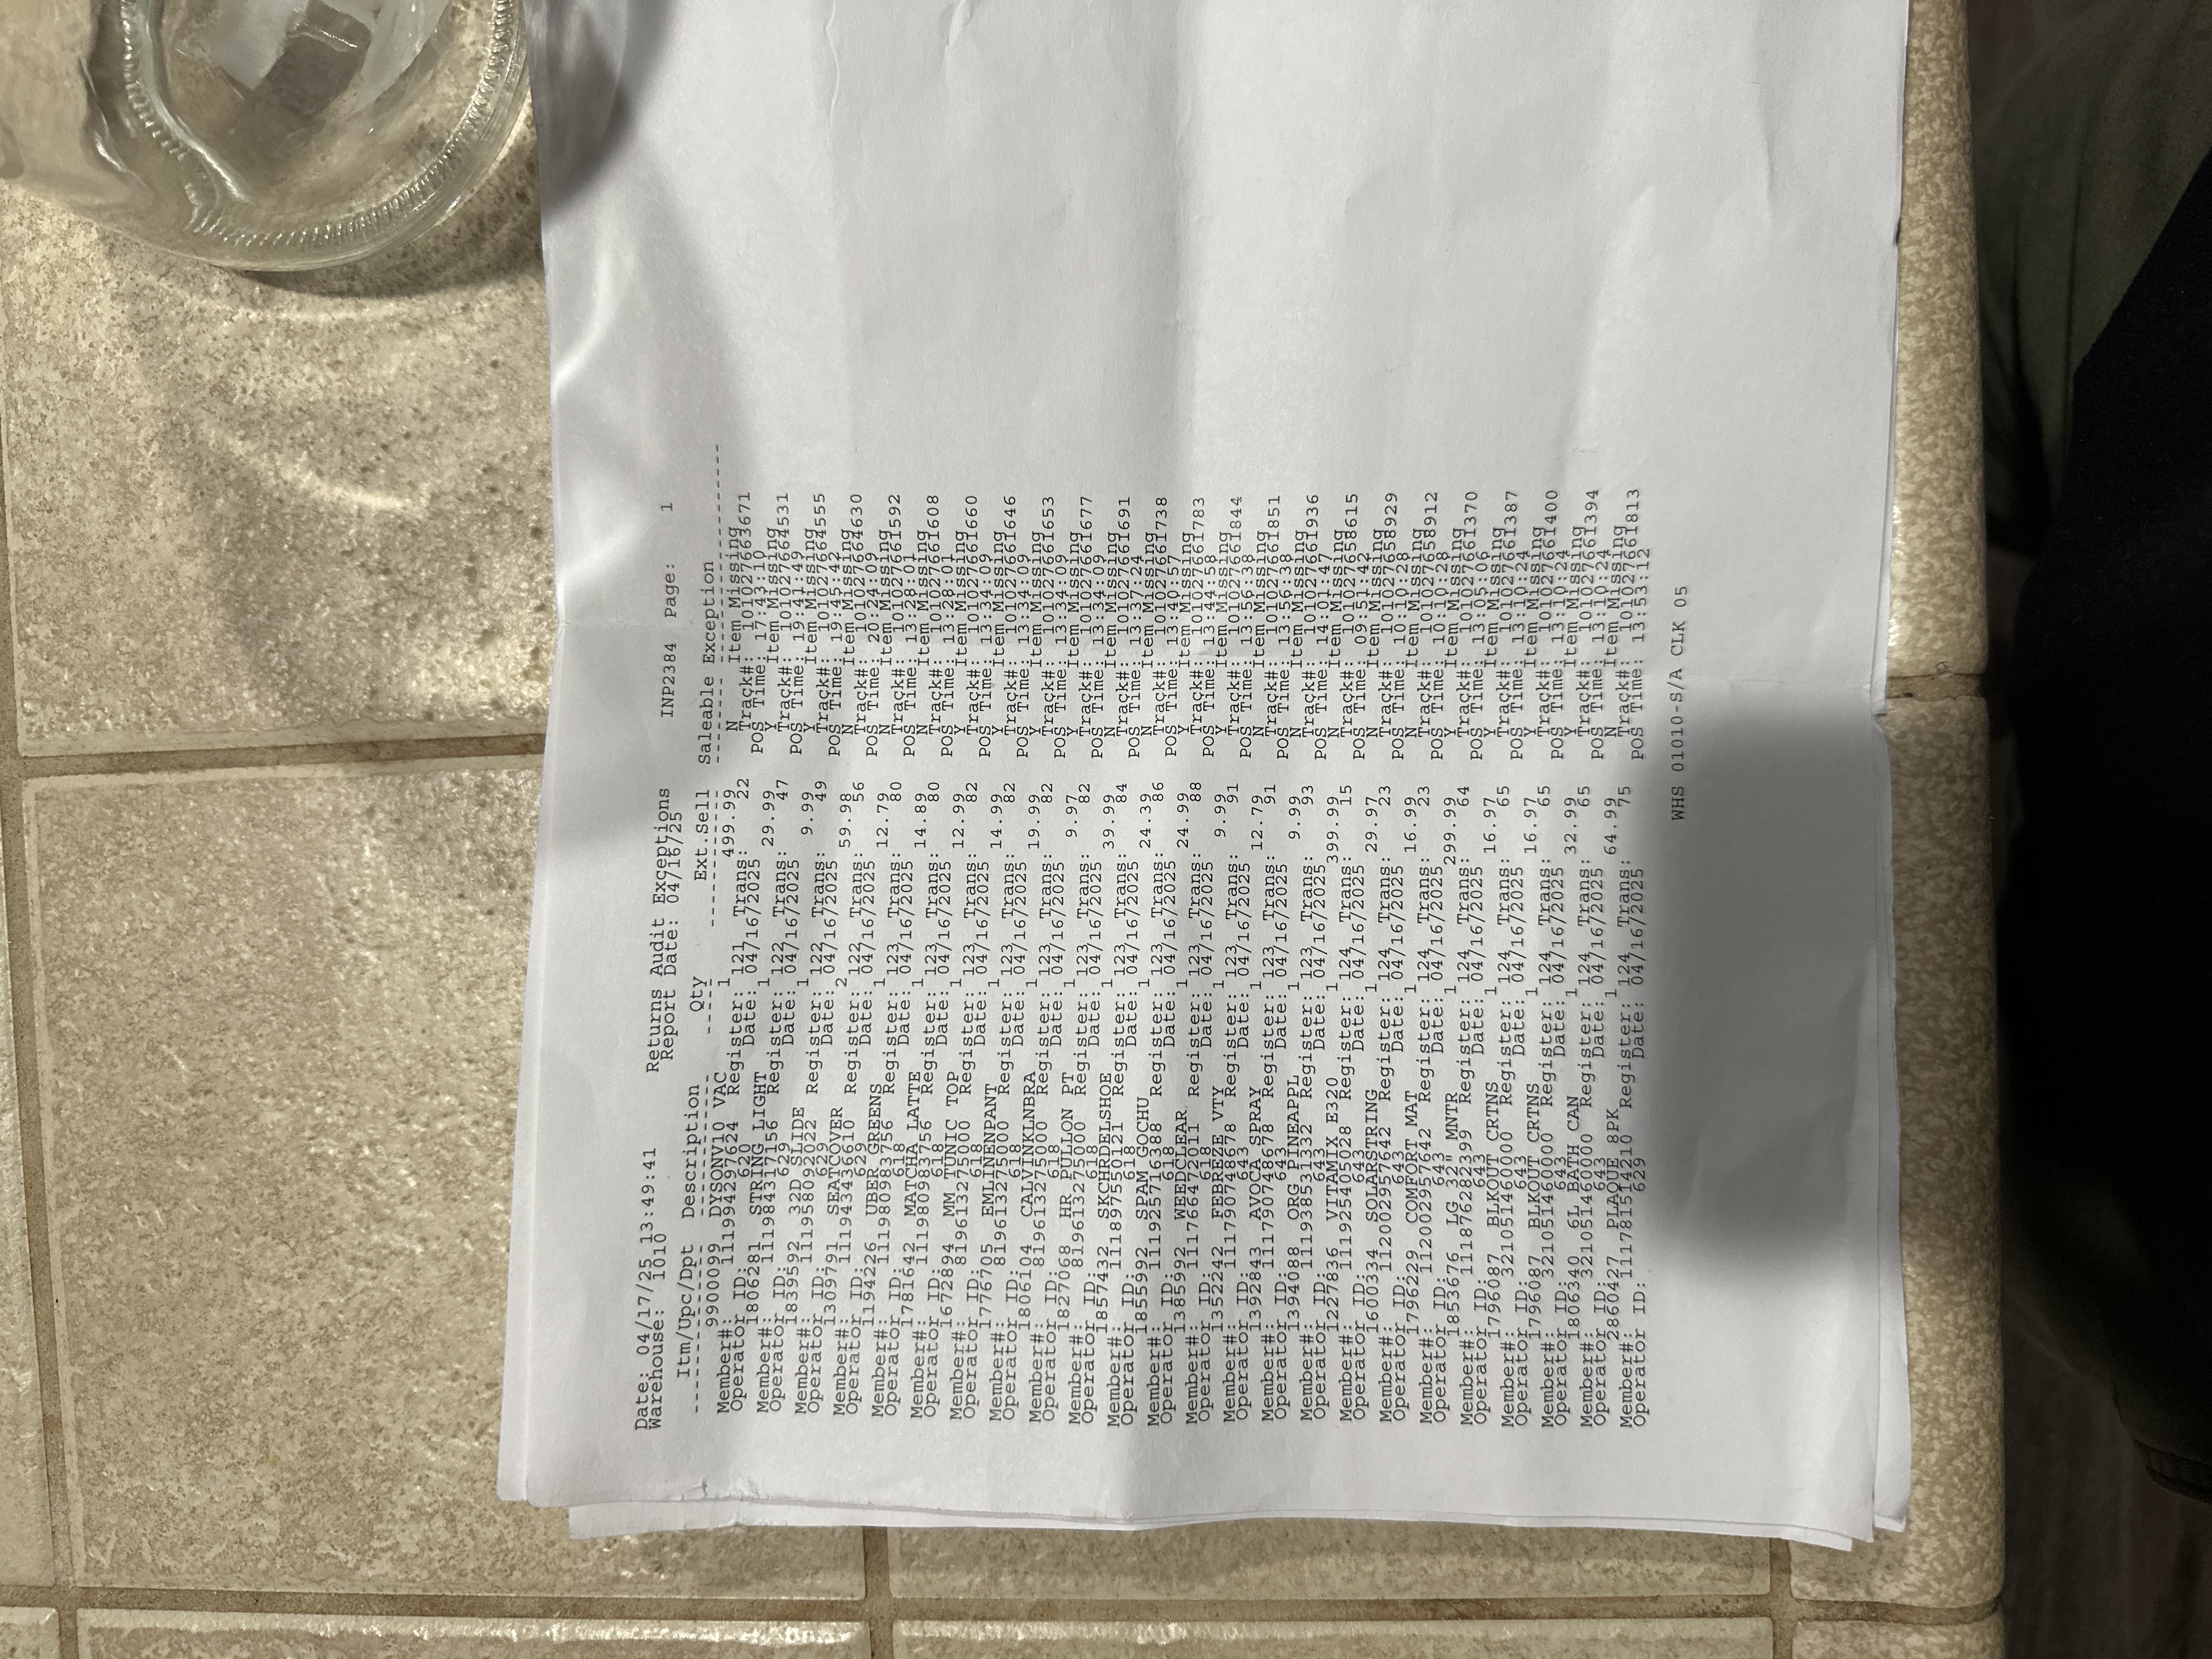 Date: 04/17/25 13:49:41 Returns Audit Exceptions INP2384 Page: 1
Warehouse: 1010 Report Date: 04/16/25
Itm/Upc/Dpt Description Qty Ext.Sell Saleable Exception
9900099 DYSONV10 VAC 1 499.99 N Item Missing
Member#: 111994297624 Register: 121 Trans: 22 Track#: 101027663671
Operator ID: 620 Date: 04/16/2025 POS Time: 17:43:10
1806281 STRING LIGHT 1 29.99 Y Item Missing
Member#: 111984317156 Register: 122 Trans: 47 Track#: 101027664531
Operator ID: 629 Date: 04/16/2025 POS Time: 19:41:49
1839592 32D SLIDE 1 9.99 Y Item Missing
Member#: 111958092022 Register: 122 Trans: 49 Track#: 101027664555
Operator ID: 629 Date: 04/16/2025 POS Time: 19:45:42
1309791 SEATCOVER 2 59.98 N Item Missing
Member#: 111943436610 Register: 122 Trans: 56 Track#: 101027664630
Operator ID: 629 Date: 04/16/2025 POS Time: 20:24:09
1194226 UBER GREENS 1 12.79 N Item Missing
Member#: 111980983756 Register: 123 Trans: 80 Track#: 101027661592
Operator ID: 618 Date: 04/16/2025 POS Time: 13:28:01
1781642 MATCHA LATTE 1 14.89 N Item Missing
Member#: 111980983756 Register: 123 Trans: 80 Track#: 101027661608
Operator ID: 618 Date: 04/16/2025 POS Time: 13:28:01
1672894 MM TUNIC TOP 1 12.99 Y Item Missing
Member#: 819613275000 Register: 123 Trans: 82 Track#: 101027661660
Operator ID: 618 Date: 04/16/2025 POS Time: 13:34:09
1776705 EMLINENPANT 1 14.99 Y Item Missing
Member#: 819613275000 Register: 123 Trans: 82 Track#: 101027661646
Operator ID: 618 Date: 04/16/2025 POS Time: 13:34:09
1806104 CALVINKLNBRA 1 19.99 Y Item Missing
Member#: 819613275000 Register: 123 Trans: 82 Track#: 101027661653
Operator ID: 618 Date: 04/16/2025 POS Time: 13:34:09
1827068 HR PULLON PT 1 9.97 Y Item Missing
Member#: 819613275000 Register: 123 Trans: 82 Track#: 101027661677
Operator ID: 618 Date: 04/16/2025 POS Time: 13:34:09
1857432 SKCHRDELSHOE 1 39.99 N Item Missing
Member#: 111897550121 Register: 123 Trans: 84 Track#: 101027661691
Operator ID: 618 Date: 04/16/2025 POS Time: 13:37:24
1855992 SPAM GOCHU 1 24.39 N Item Missing
Member#: 111925716388 Register: 123 Trans: 86 Track#: 101027661738
Operator ID: 618 Date: 04/16/2025 POS Time: 13:40:57
1385992 WEEDCLEAR 1 24.99 Y Item Missing
Member#: 111766472011 Register: 123 Trans: 88 Track#: 101027661783
Operator ID: 618 Date: 04/16/2025 POS Time: 13:44:58
1352242 FEBREZE VTY 1 9.99 Y Item Missing
Member#: 111790748678 Register: 123 Trans: 91 Track#: 101027661844
Operator ID: 643 Date: 04/16/2025 POS Time: 13:56:38
1392843 AVOCA SPRAY 1 12.79 N Item Missing
Member#: 111790748678 Register: 123 Trans: 91 Track#: 101027661851
Operator ID: 643 Date: 04/16/2025 POS Time: 13:56:38
1394088 ORG PINEAPPL 1 9.99 N Item Missing
Member#: 111938531332 Register: 123 Trans: 93 Track#: 101027661936
Operator ID: 643 Date: 04/16/2025 POS Time: 14:01:47
1227836 VITAMIX E320 1 399.99 N Item Missing
Member#: 111925405028 Register: 124 Trans: 15 Track#: 101027658615
Operator ID: 643 Date: 04/16/2025 POS Time: 09:51:42
1600334 SOLARSTRING 1 29.97 N Item Missing
Member#: 112002957642 Register: 124 Trans: 23 Track#: 101027658929
Operator ID: 643 Date: 04/16/2025 POS Time: 10:10:28
1796229 COMFORT MAT 1 16.99 N Item Missing
Member#: 112002957642 Register: 124 Trans: 23 Track#: 101027658912
Operator ID: 643 Date: 04/16/2025 POS Time: 10:10:28
1853676 LG 32" MNTR 1 299.99 Y Item Missing
Member#: 111876282399 Register: 124 Trans: 64 Track#: 101027661370
Operator ID: 643 Date: 04/16/2025 POS Time: 13:05:06
1796087 BLKOUT CRTNS 1 16.97 Y Item Missing
Member#: 321051460000 Register: 124 Trans: 65 Track#: 101027661387
Operator ID: 643 Date: 04/16/2025 POS Time: 13:10:24
1796087 BLKOUT CRTNS 1 16.97 Y Item Missing
Member#: 321051460000 Register: 124 Trans: 65 Track#: 101027661400
Operator ID: 643 Date: 04/16/2025 POS Time: 13:10:24
1806340 6L BATH CAN 1 32.99 Y Item Missing
Member#: 321051460000 Register: 124 Trans: 65 Track#: 101027661394
Operator ID: 643 Date: 04/16/2025 POS Time: 13:10:24
2860427 PLAQUE 8PK 1 64.99 N Item Missing
Member#: 111781514210 Register: 124 Trans: 75 Track#: 101027661813
Operator ID: 629 Date: 04/16/2025 POS Time: 13:53:12
WHS 01010-S/A CLK 05